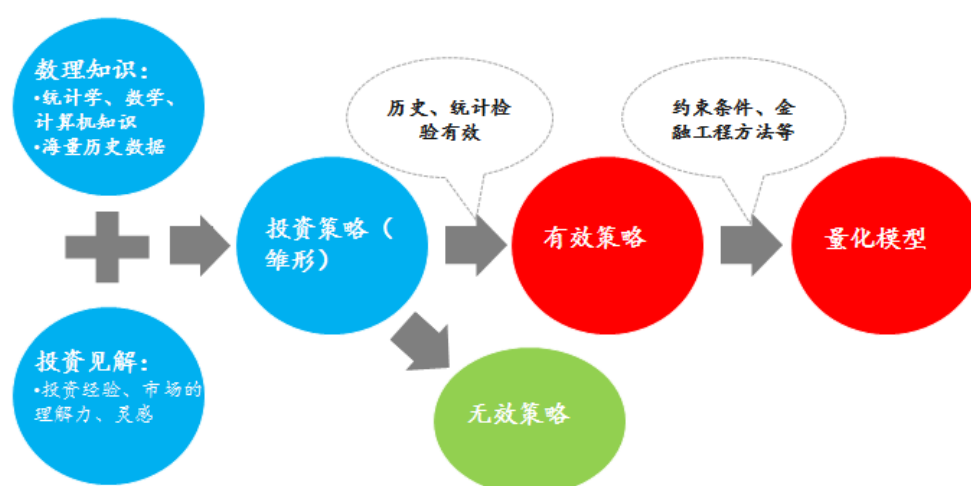 数理知识：
•统计学、数学、
计算机知识
•海量历史数据
投资见解：
•投资经验、市场的
理解力、灵感
投资策略（
雏形）
历史、统计检
验有效
有效策略
无效策略
约束条件、金
融工程方法等
量化模型